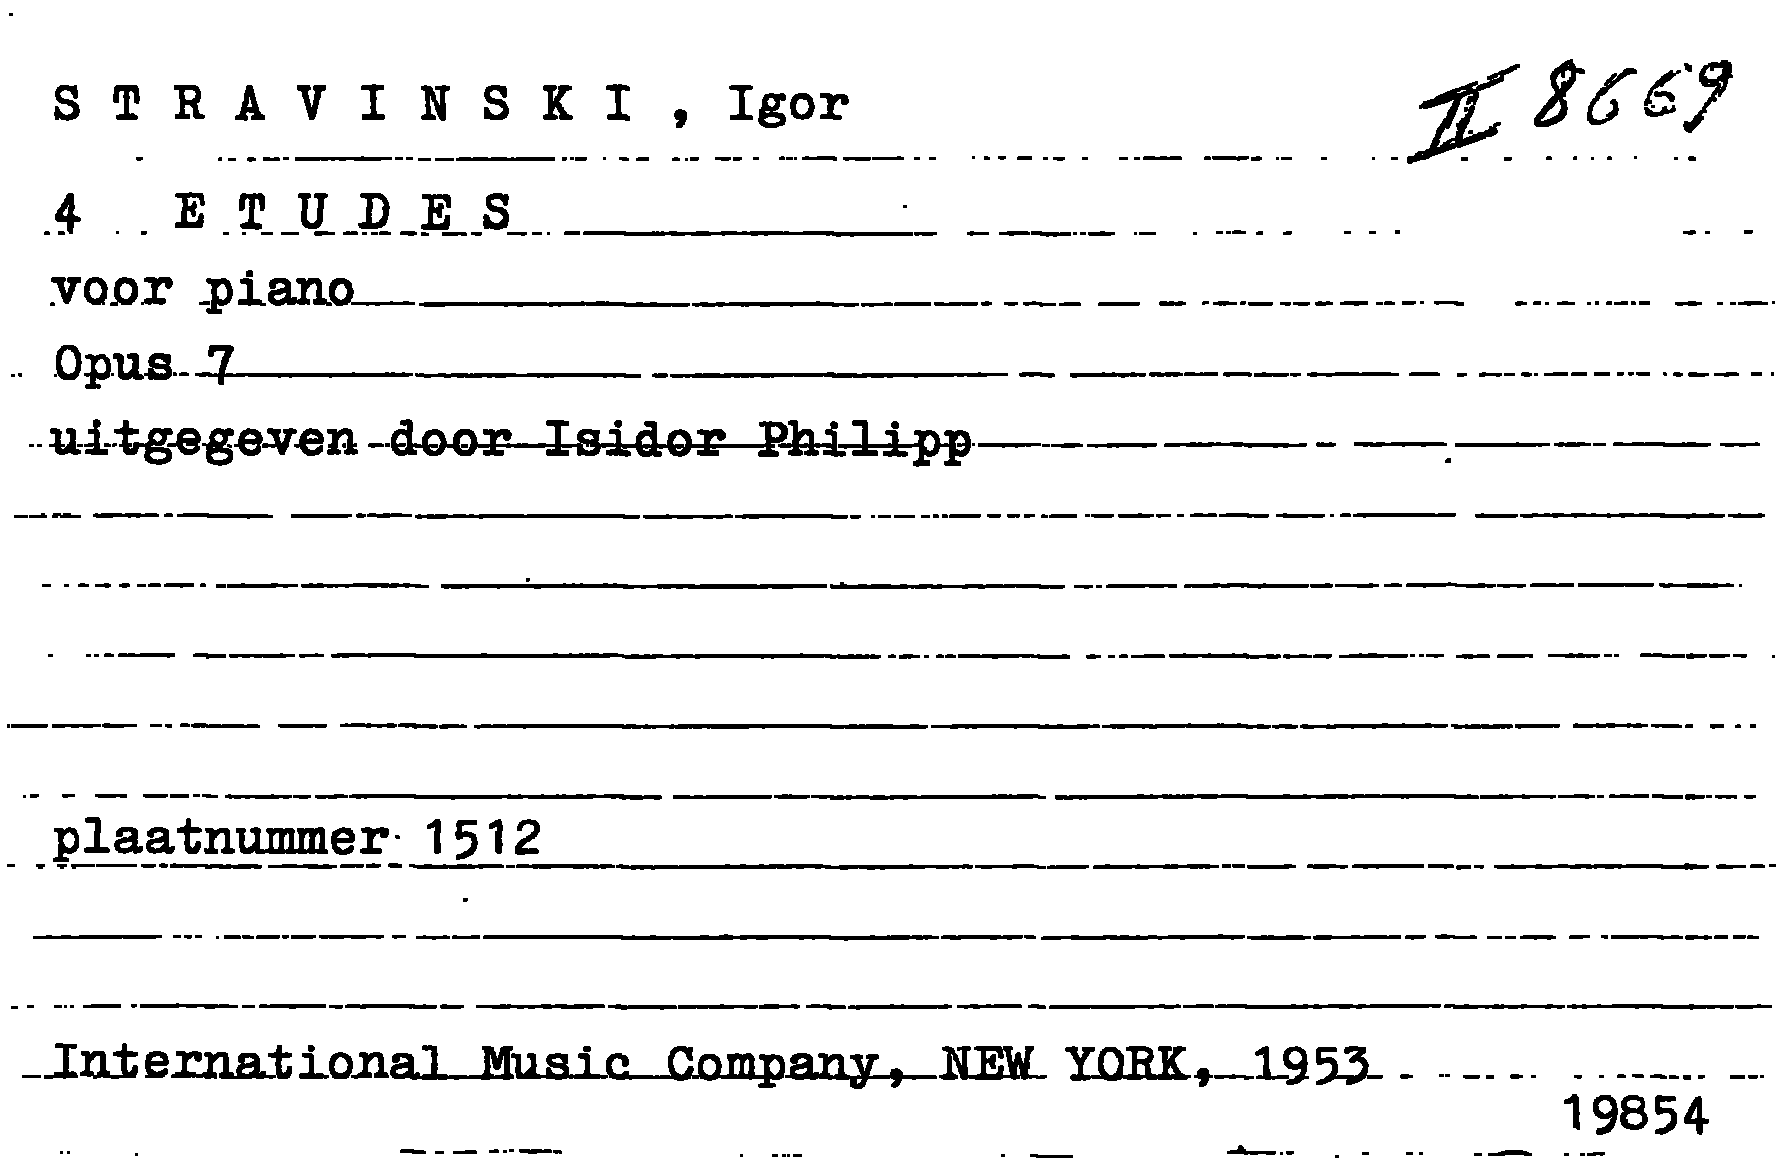 S T R A V I N S K I , Igor
II 8669
4 E T U D E S
voor piano
Opus 7
uitgegeven door Isidor Philipp
plaatnummer 1512
International Music Company, NEW YORK, 1953
19854